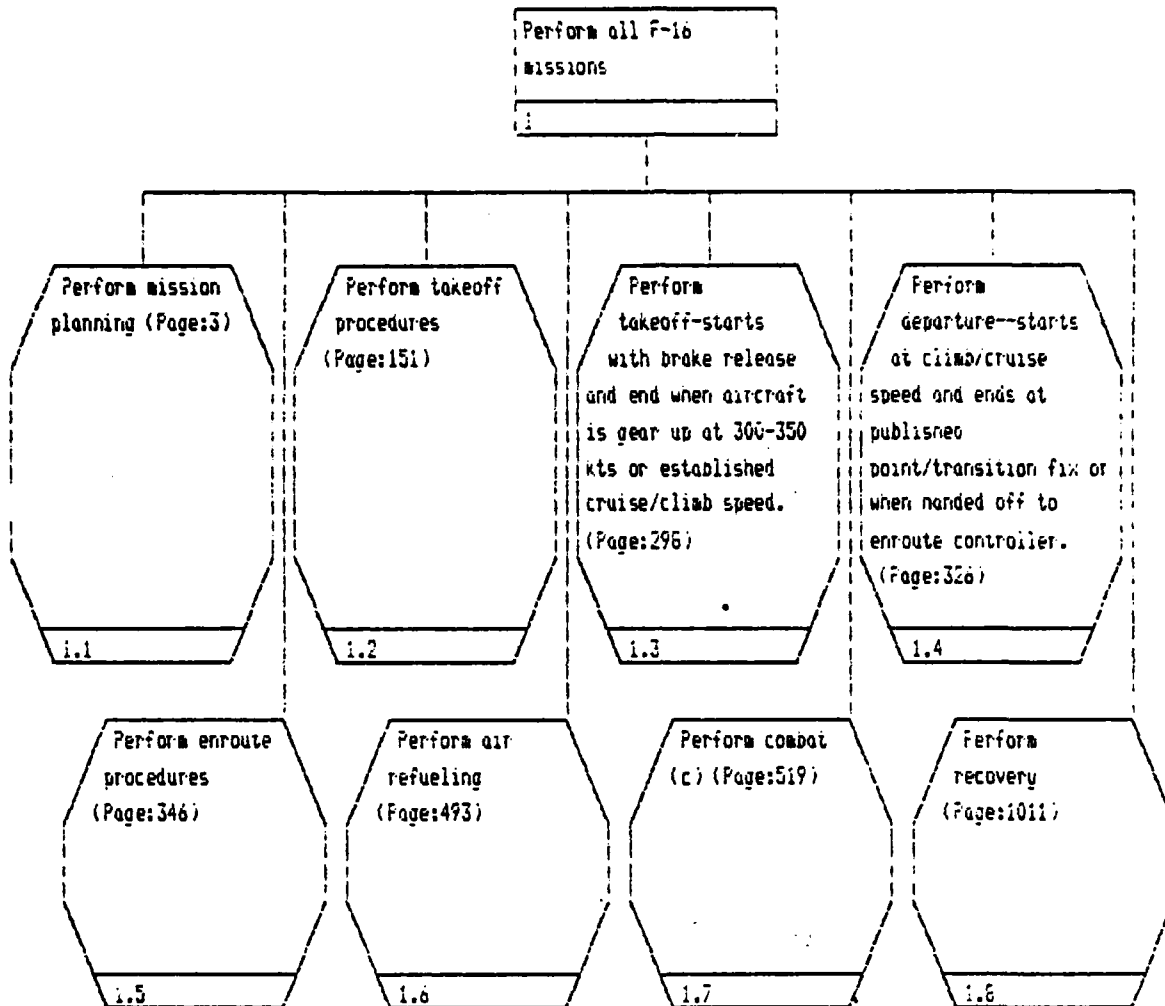 Perform all F-16
missions
1
Perform mission
planning (Page:3)
1.1
Perform takeoff
procedures
(Page:151)
1.2
Perform
takeoff-starts
with brake release
and end when aircraft
is gear up at 300-350
kts or established
cruise/climb speed.
(Page:298)
1.3
Perform
departure--starts
at climb/cruise
speed and ends at
published
point/transition fix or
when handed off to
enroute controller.
(Page:328)
1.4
Perform enroute
procedures
(Page:346)
1.5
Perform air
refueling
(Page:493)
1.6
Perform combat
(c) (Page:519)
1.7
Perform
recovery
(Page:1011)
1.8